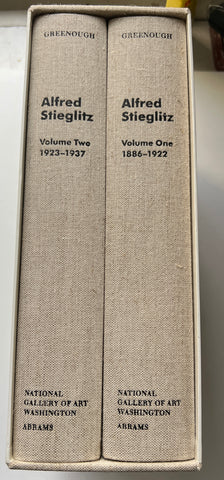 GREENOUGH
Alfred
Stieglitz
Volume Two
1923–1937
NATIONAL
GALLERY OF ART
WASHINGTON
ABRAMS
GREENOUGH
Alfred
Stieglitz
Volume One
1886–1922
NATIONAL
GALLERY OF ART
WASHINGTON
ABRAMS